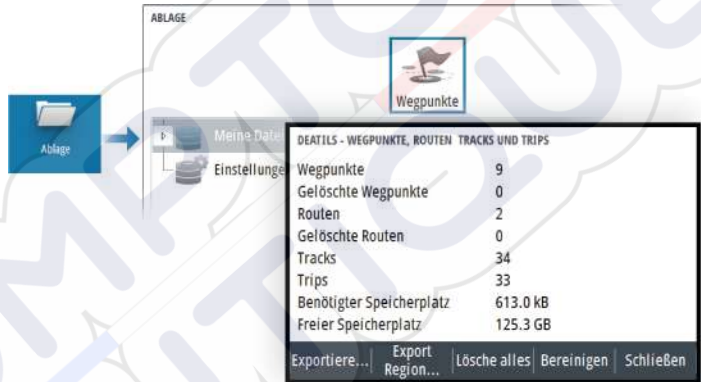 ABLAGE
Wegpunkte
Ablage
Meine Date
Einstellunge
DEATILS - WEGPUNKTE, ROUTEN TRACKS UND TRIPS
Wegpunkte 9
Gelöschte Wegpunkte 0
Routen 2
Gelöschte Routen 0
Tracks 34
Trips 33
Benötigter Speicherplatz 613.0 kB
Freier Speicherplatz 125.3 GB
Exportiere... Export Region... Lösche alles Bereinigen Schließen